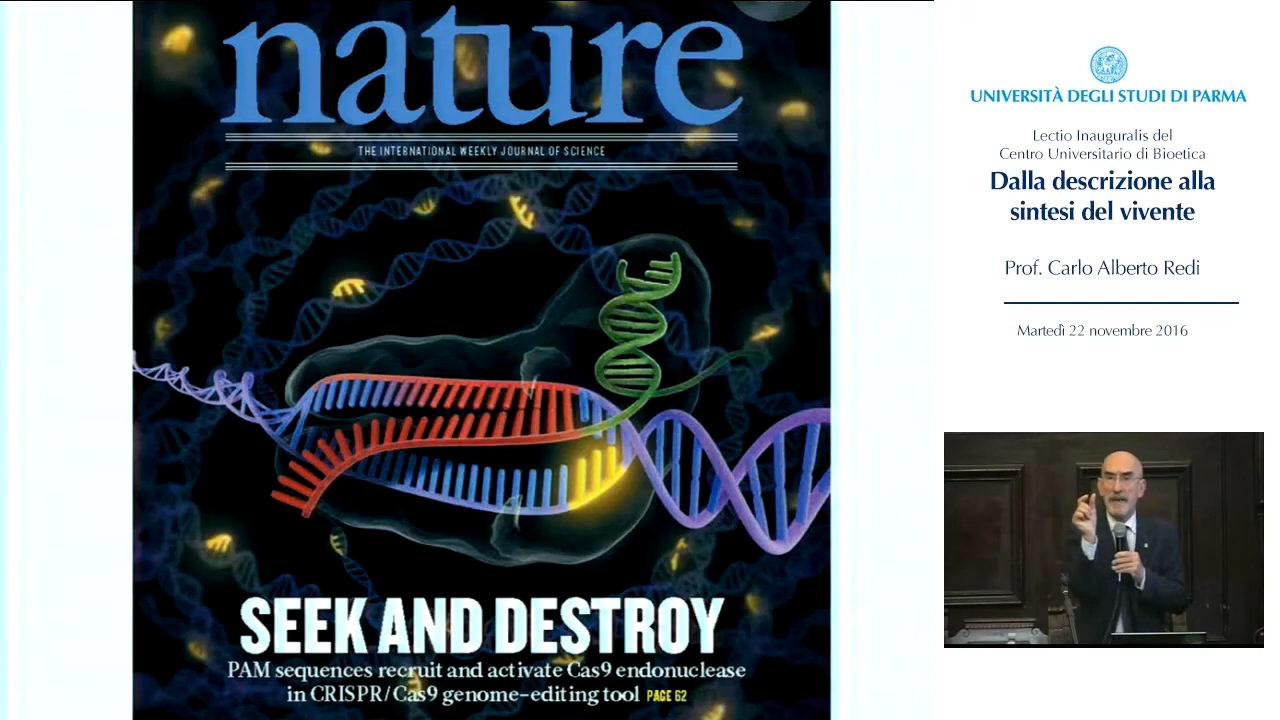 nature
THE INTERNATIONAL WEEKLY JOURNAL OF SCIENCE
SEEK AND DESTROY
PAM sequences recruit and activate Cas9 endonuclease
in CRISPR/Cas9 genome-editing tool PAGE 62
UNIVERSITÀ DEGLI STUDI DI PARMA
Lectio Inauguralis del
Centro Universitario di Bioetica
Dalla descrizione alla
sintesi del vivente
Prof. Carlo Alberto Redi
Martedì 22 novembre 2016